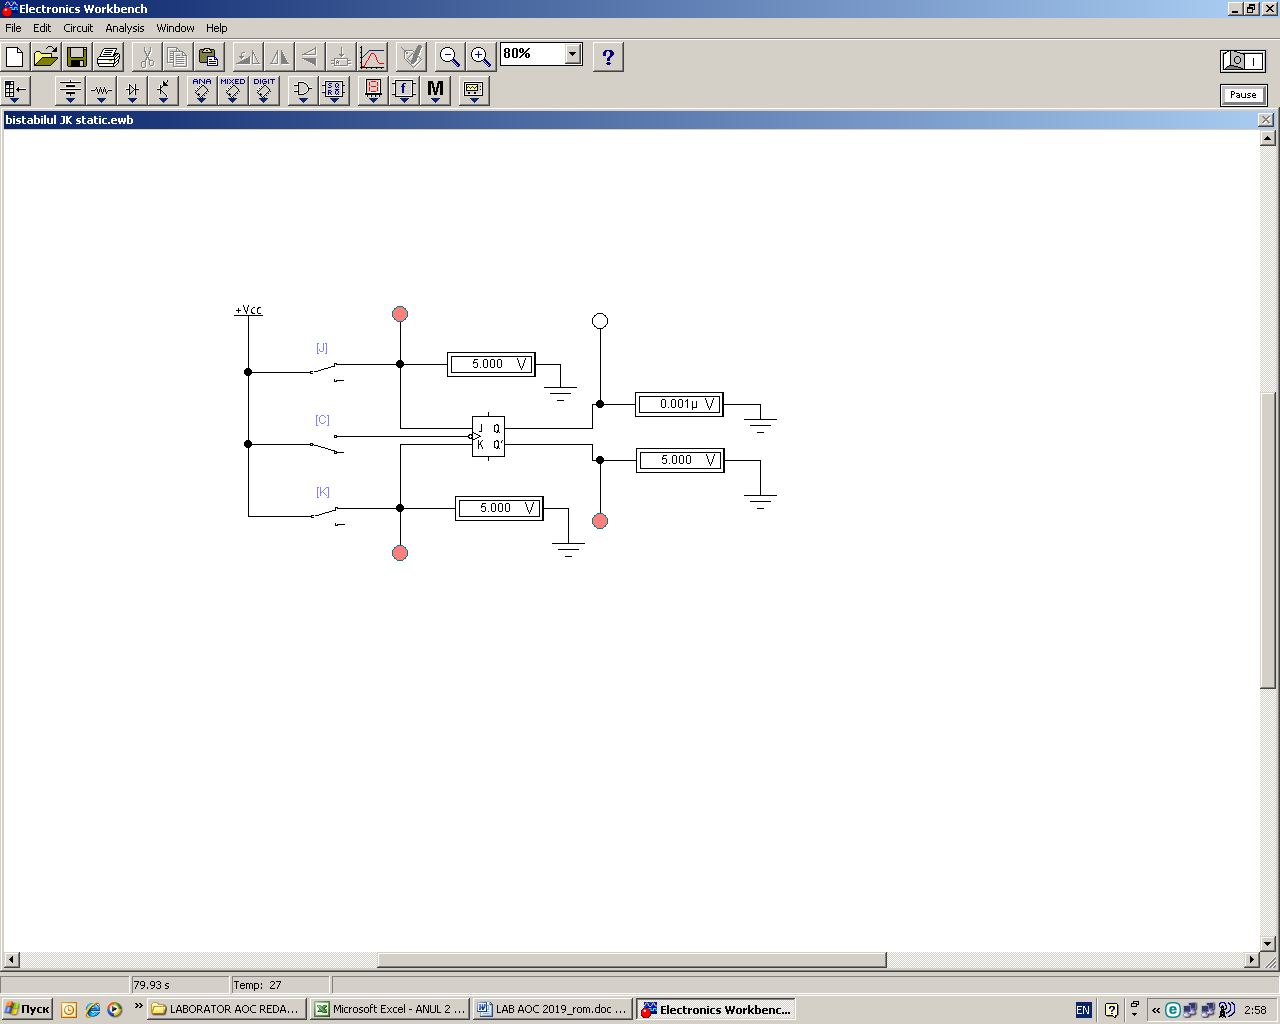 Electronics Workbench
File Edit Circuit Analysis Window Help
80%
?
ANA MIXED DIGIT
f M
Pause
bistabilul JK static.ewb
+Vcc
[J]
5.000 V
0.001µ V
[C]
J Q
K Q'
5.000 V
[K]
5.000 V
79.93 s Temp: 27
Пуск » LABORATOR AOC REDA... Microsoft Excel - ANUL 2 ... LAB AOC 2019_rom.doc ... Electronics Workbenc... EN ? « 2:58